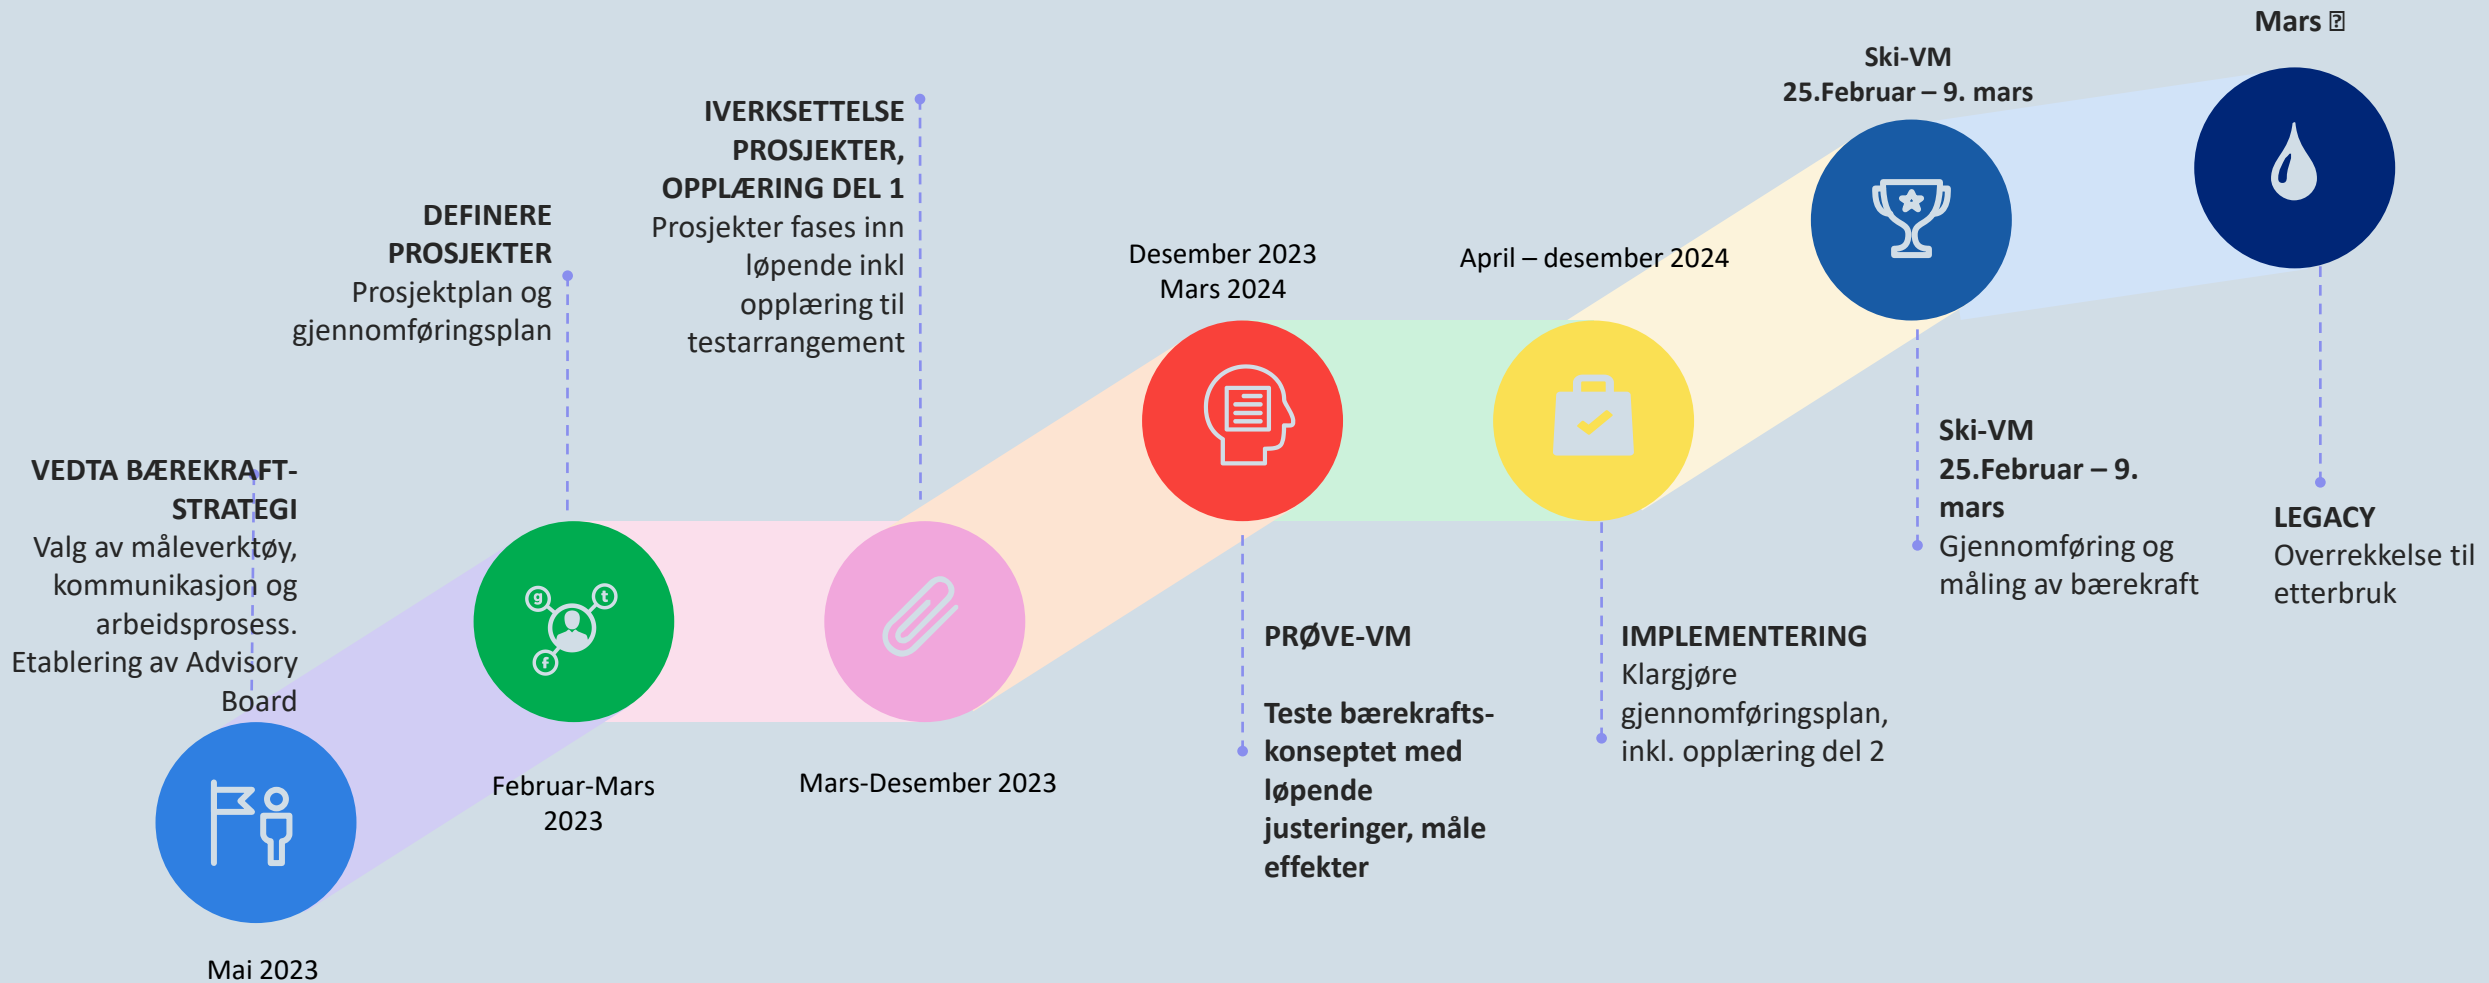 VEDTA BÆREKRAFT-
STRATEGI
Valg av måleverktøy,
kommunikasjon og
arbeidsprosess.
Etablering av Advisory
Board
Mai 2023
DEFINERE
PROSJEKTER
Prosjektplan og
gjennomføringsplan
g
t
f
Februar-Mars
2023
IVERKSETTELSE
PROSJEKTER,
OPPLÆRING DEL 1
Prosjekter fases inn
løpende inkl
opplæring til
testarrangement
Mars-Desember 2023
Desember 2023
Mars 2024
PRØVE-VM
Teste bærekrafts-
konseptet med
løpende
justeringer, måle
effekter
April – desember 2024
IMPLEMENTERING
Klargjøre
gjennomføringsplan,
inkl. opplæring del 2
Ski-VM
25.Februar – 9. mars
Ski-VM
25.Februar – 9.
mars
Gjennomføring og
måling av bærekraft
Mars
LEGACY
Overrekkelse til
etterbruk